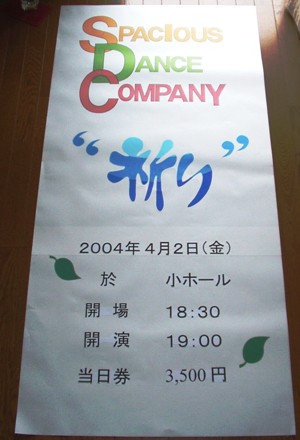 SPACIOUS
DANCE
COMPANY
“祈り”
2004年4月2日(金)
於 小ホール
開場 18:30
開演 19:00
当日券 3,500円